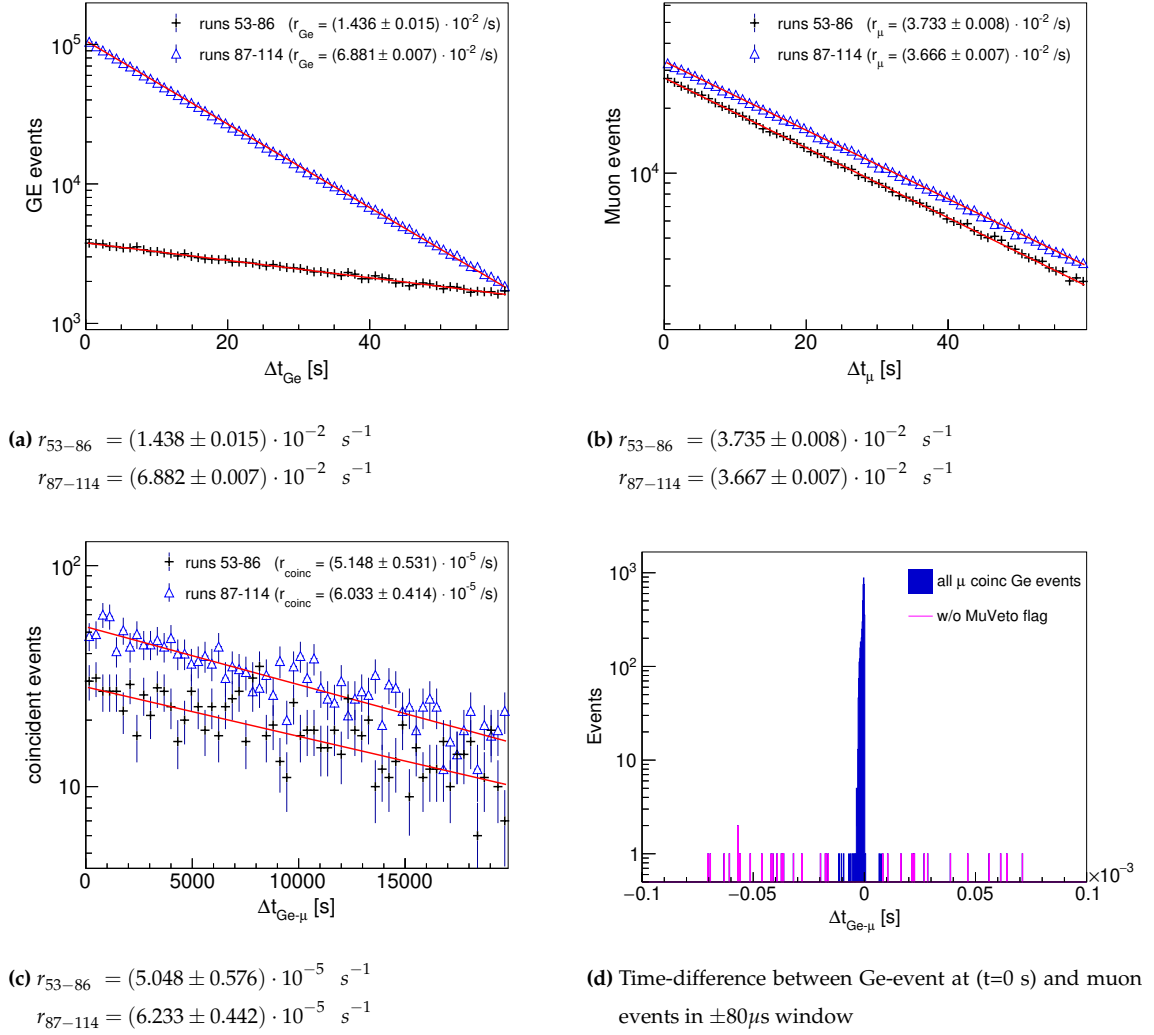 runs 53-86 (r_Ge = (1.436 ± 0.015) · 10^-2 /s)
runs 87-114 (r_Ge = (6.881 ± 0.007) · 10^-2 /s)
10^5
10^4
10^3
GE events
0 20 40
Δt_Ge [s]
(a) r_53−86 = (1.438 ± 0.015) · 10^−2 s^−1
r_87−114 = (6.882 ± 0.007) · 10^−2 s^−1
runs 53-86 (r_μ = (3.733 ± 0.008) · 10^-2 /s)
runs 87-114 (r_μ = (3.666 ± 0.007) · 10^-2 /s)
10^4
Muon events
0 20 40
Δt_μ [s]
(b) r_53−86 = (3.735 ± 0.008) · 10^−2 s^−1
r_87−114 = (3.667 ± 0.007) · 10^−2 s^−1
runs 53-86 (r_coinc = (5.148 ± 0.531) · 10^-5 /s)
runs 87-114 (r_coinc = (6.033 ± 0.414) · 10^-5 /s)
10^2
10
coincident events
0 5000 10000 15000
Δt_Ge-μ [s]
(c) r_53−86 = (5.048 ± 0.576) · 10^−5 s^−1
r_87−114 = (6.233 ± 0.442) · 10^−5 s^−1
all μ coinc Ge events
w/o MuVeto flag
10^3
10^2
10
1
Events
−0.1 −0.05 0 0.05 0.1
×10^−3
Δt_Ge-μ [s]
(d) Time-difference between Ge-event at (t=0 s) and muon
events in ±80μs window